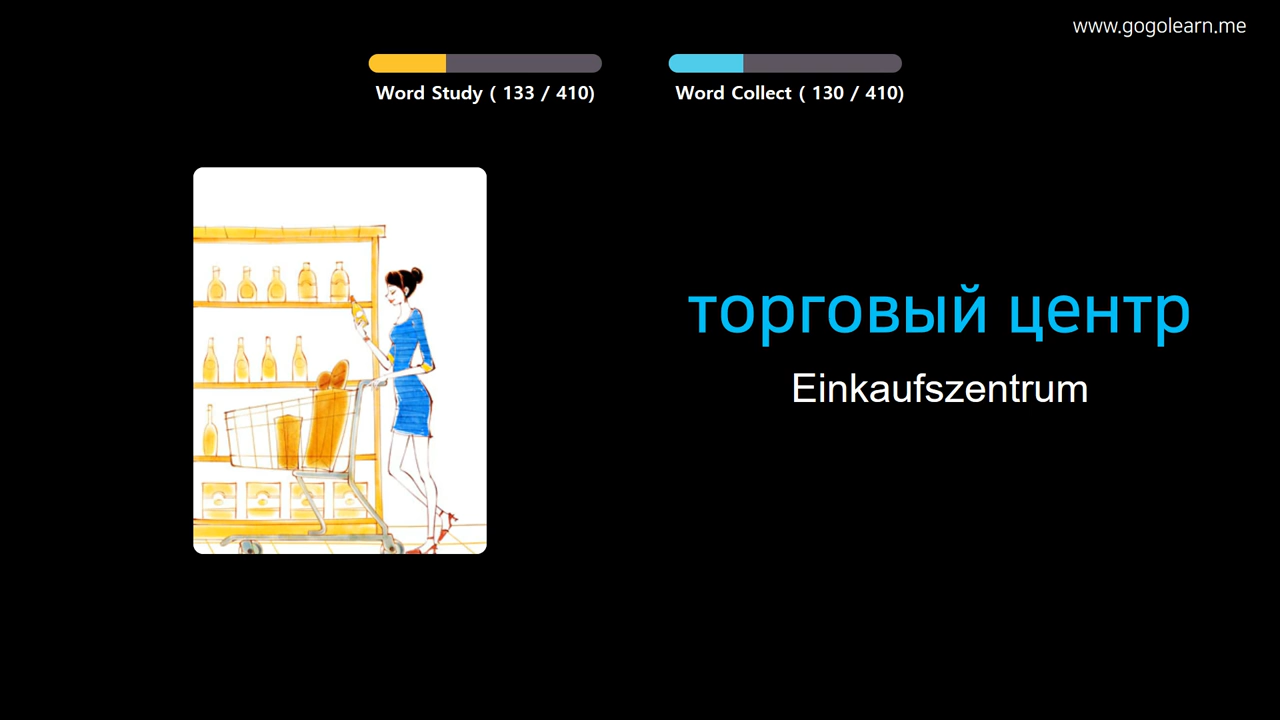 www.gogolearn.me
Word Study ( 133 / 410)
Word Collect ( 130 / 410)
торговый центр
Einkaufszentrum